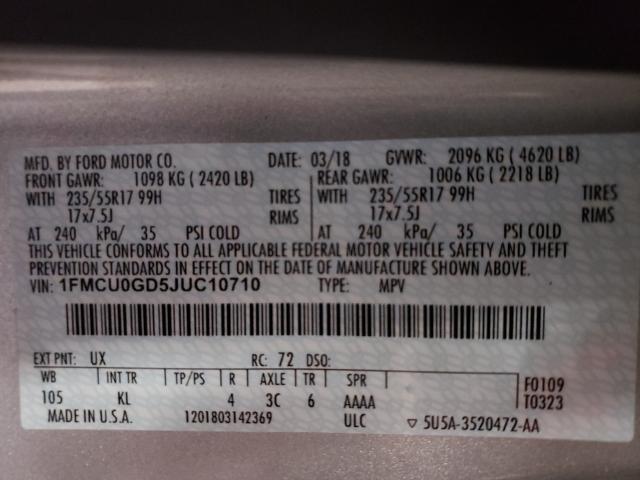 MFD. BY FORD MOTOR CO. DATE: 03/18 GVWR: 2096 KG ( 4620 LB)
FRONT GAWR: 1098 KG ( 2420 LB) REAR GAWR: 1006 KG ( 2218 LB)
WITH 235/55R17 99H TIRES WITH 235/55R17 99H TIRES
17x7.5J RIMS 17x7.5J RIMS
AT 240 kPa/ 35 PSI COLD AT 240 kPa/ 35 PSI COLD
THIS VEHICLE CONFORMS TO ALL APPLICABLE FEDERAL MOTOR VEHICLE SAFETY AND THEFT
PREVENTION STANDARDS IN EFFECT ON THE DATE OF MANUFACTURE SHOWN ABOVE.
VIN: 1FMCU0GD5JUC10710 TYPE: MPV
EXT PNT: UX RC: 72 DSO:
WB INT TR TP/PS R AXLE TR SPR F0109
105 KL 4 3C 6 AAAA T0323
MADE IN U.S.A. 1201803142369 ULC ▽ 5U5A-3520472-AA